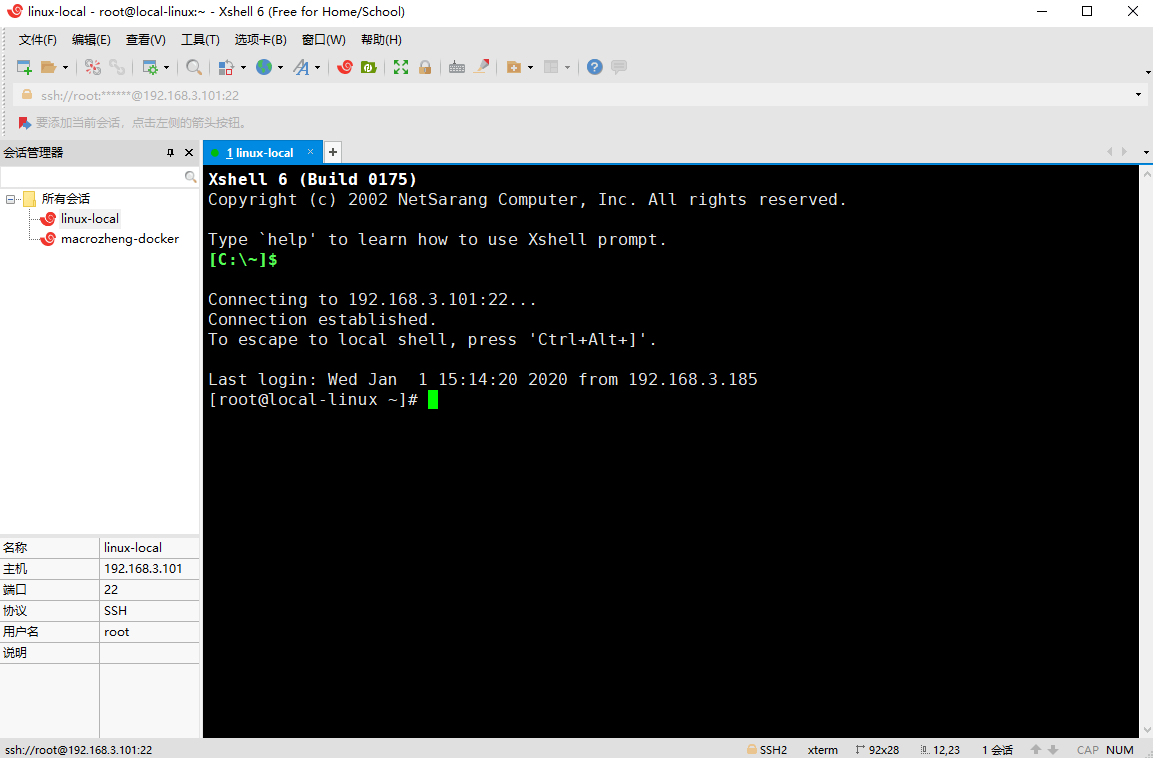 linux-local - root@local-linux:~ - Xshell 6 (Free for Home/School)
文件(F) 编辑(E) 查看(V) 工具(T) 选项卡(B) 窗口(W) 帮助(H)
ssh://root:******@192.168.3.101:22
要添加当前会话，点击左侧的箭头按钮。
会话管理器
1 linux-local
所有会话
linux-local
macrozheng-docker
Xshell 6 (Build 0175)
Copyright (c) 2002 NetSarang Computer, Inc. All rights reserved.
Type `help' to learn how to use Xshell prompt.
[C:\~]$
Connecting to 192.168.3.101:22...
Connection established.
To escape to local shell, press 'Ctrl+Alt+]'.
Last login: Wed Jan  1 15:14:20 2020 from 192.168.3.185
[root@local-linux ~]#
名称 linux-local
主机 192.168.3.101
端口 22
协议 SSH
用户名 root
说明
ssh://root@192.168.3.101:22 SSH2 xterm 92x28 12,23 1 会话 CAP NUM